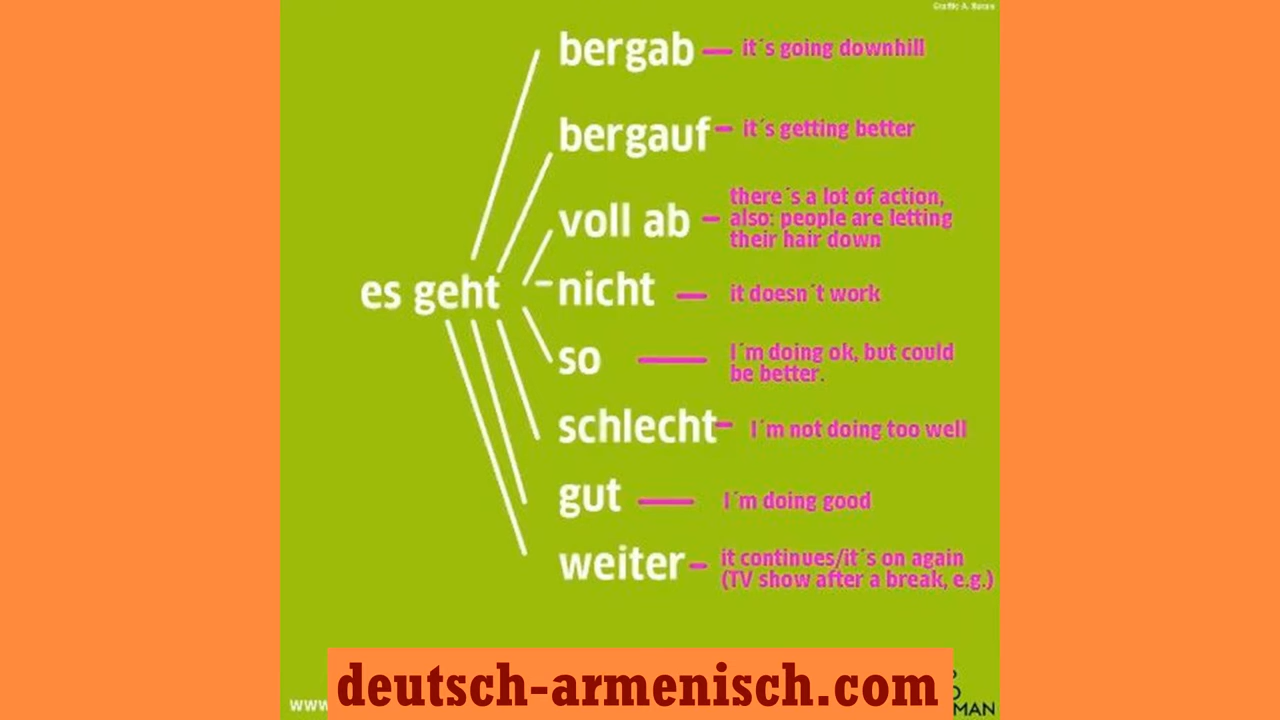 bergab – it´s going downhill
bergauf – it´s getting better
voll ab – there´s a lot of action,
also: people are letting
their hair down
es geht
nicht – it doesn´t work
so – I´m doing ok, but could
be better.
schlecht – I´m not doing too well
gut – I´m doing good
weiter – it continues/it´s on again
(TV show after a break, e.g.)
deutsch-armenisch.com
www
MAN